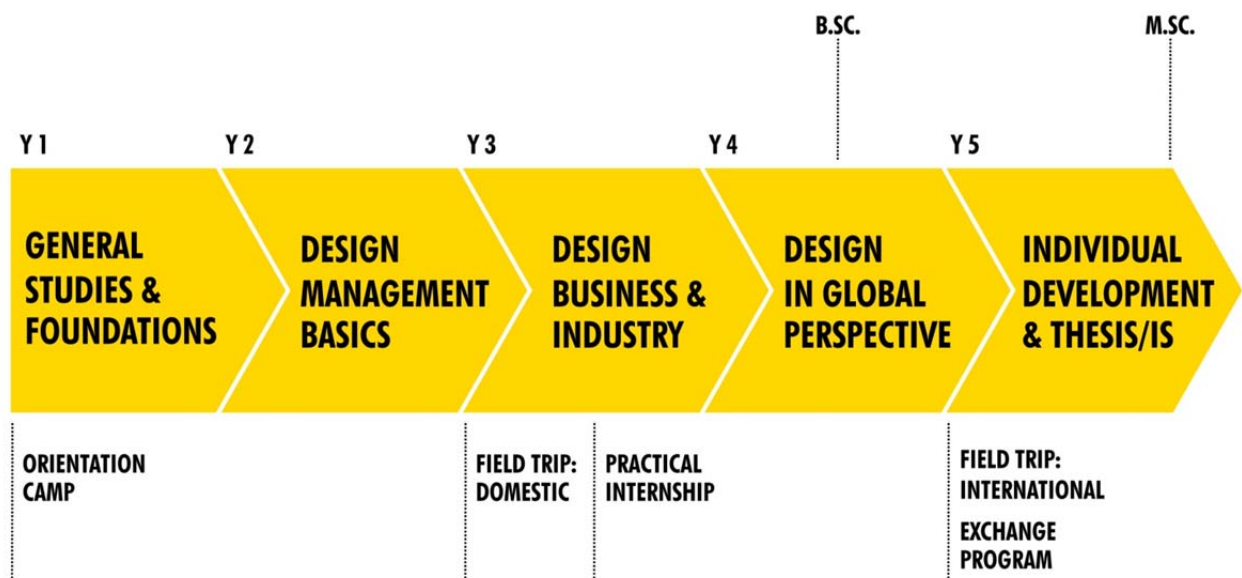 B.SC.
M.SC.
Y 1
Y 2
Y 3
Y 4
Y 5
GENERAL
STUDIES &
FOUNDATIONS
DESIGN
MANAGEMENT
BASICS
DESIGN
BUSINESS &
INDUSTRY
DESIGN
IN GLOBAL
PERSPECTIVE
INDIVIDUAL
DEVELOPMENT
& THESIS/IS
ORIENTATION
CAMP
FIELD TRIP:
DOMESTIC
PRACTICAL
INTERNSHIP
FIELD TRIP:
INTERNATIONAL
EXCHANGE
PROGRAM